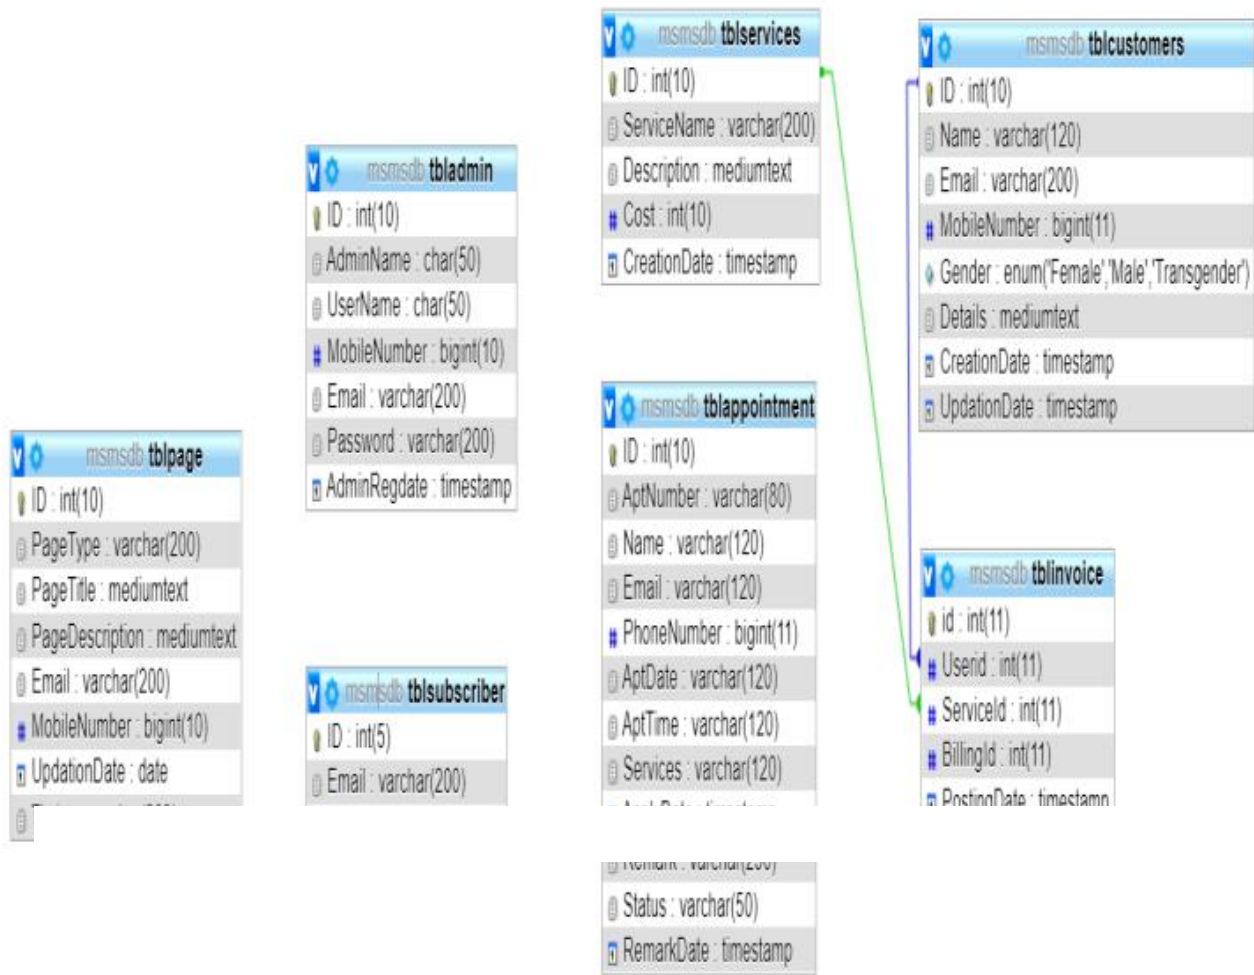 msmsdb tblservices
ID : int(10)
ServiceName : varchar(200)
Description : mediumtext
Cost : int(10)
CreationDate : timestamp
msmsdb tblcustomers
ID : int(10)
Name : varchar(120)
Email : varchar(200)
MobileNumber : bigint(11)
Gender : enum('Female','Male','Transgender')
Details : mediumtext
CreationDate : timestamp
UpdationDate : timestamp
msmsdb tbladmin
ID : int(10)
AdminName : char(50)
UserName : char(50)
MobileNumber : bigint(10)
Email : varchar(200)
Password : varchar(200)
AdminRegdate : timestamp
msmsdb tblappointment
ID : int(10)
AptNumber : varchar(80)
Name : varchar(120)
Email : varchar(120)
PhoneNumber : bigint(11)
AptDate : varchar(120)
AptTime : varchar(120)
Services : varchar(120)
Status : varchar(50)
RemarkDate : timestamp
msmsdb tblpage
ID : int(10)
PageType : varchar(200)
PageTitle : mediumtext
PageDescription : mediumtext
Email : varchar(200)
MobileNumber : bigint(10)
UpdationDate : date
msmsdb tblinvoice
id : int(11)
Userid : int(11)
ServiceId : int(11)
BillingId : int(11)
PostingDate : timestamp
msmsdb tblsubscriber
ID : int(5)
Email : varchar(200)